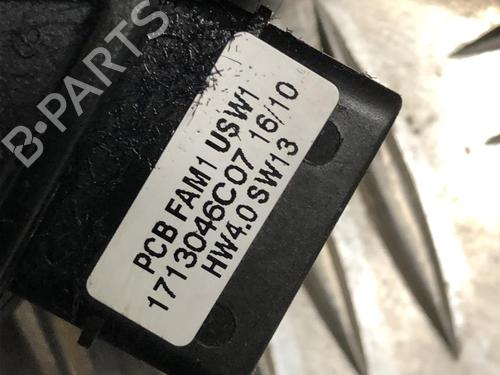 PCB FAM1 USW1
1713046C07 16/10
HW4.0 SW13
B-PARTS